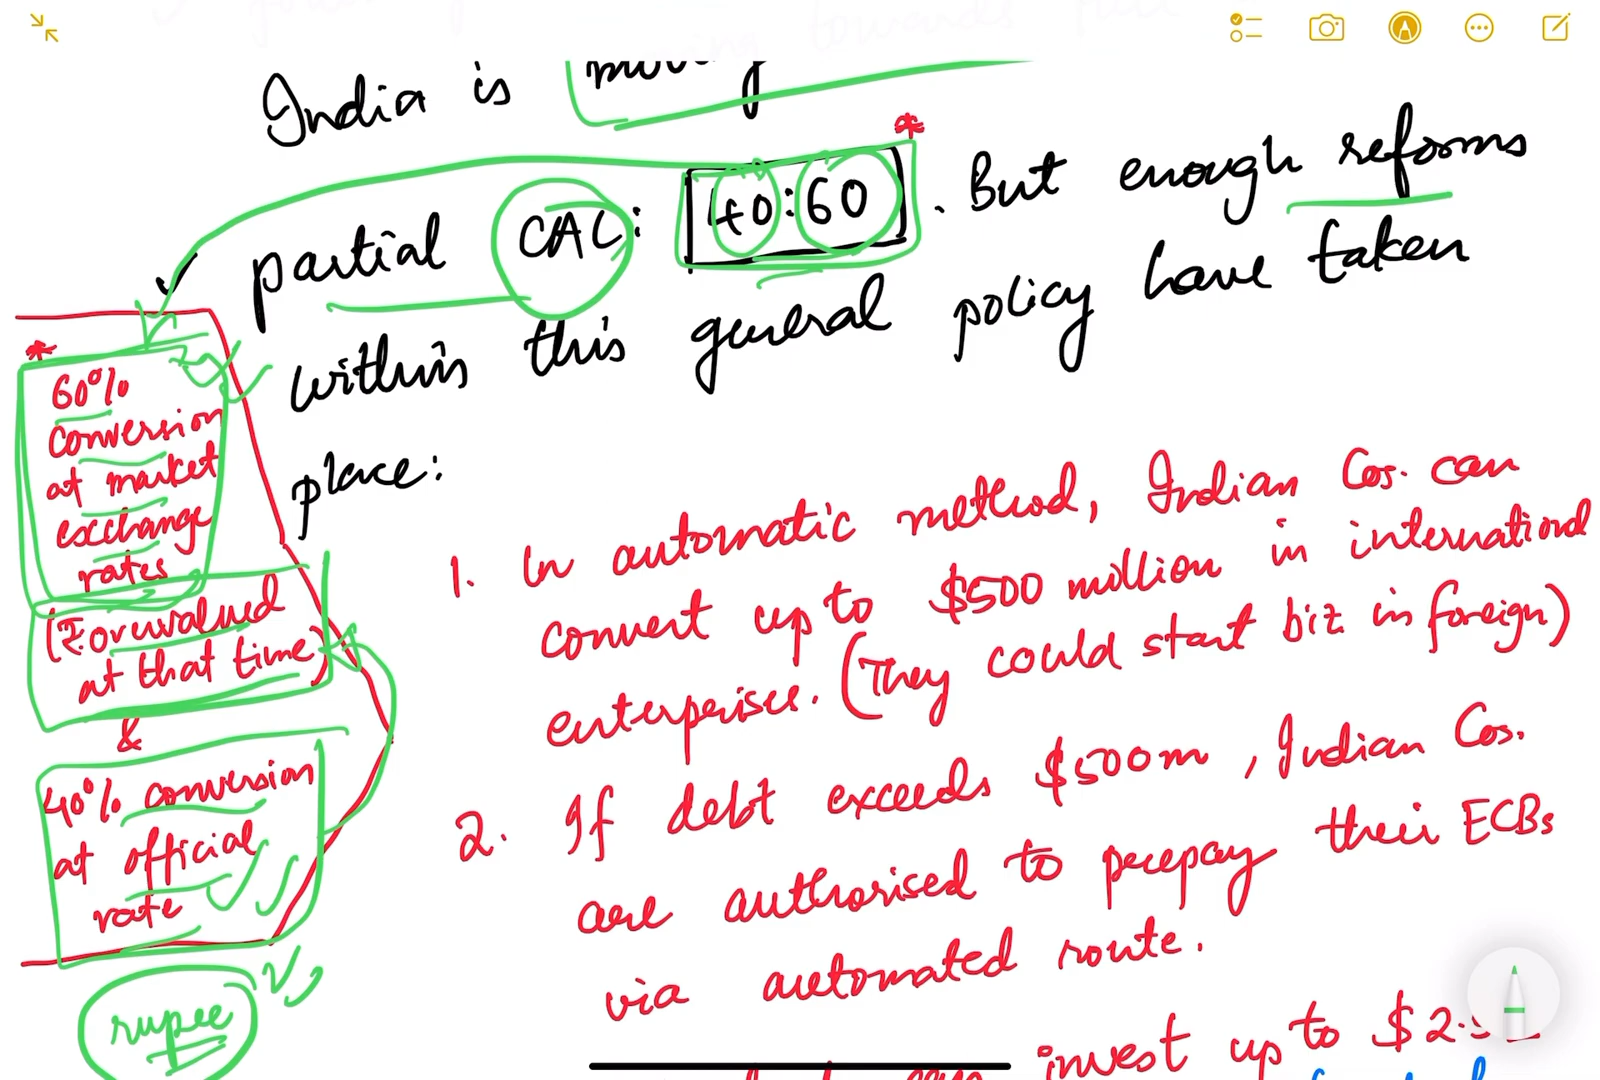 India is moving
partial CAC: 40:60 . But enough reforms
within this general policy have taken
place:
*
*
60%
conversion
at market
exchange
rates
(₹ overvalued
at that time)
&
40% conversion
at official
rate
rupee
1. In automatic method, Indian Cos. can
convert up to $500 million in international
enterprises. (They could start biz in foreign)
2. If debt exceeds $500m, Indian Cos.
are authorised to prepay their ECBs
via automated route.
invest up to $2.5